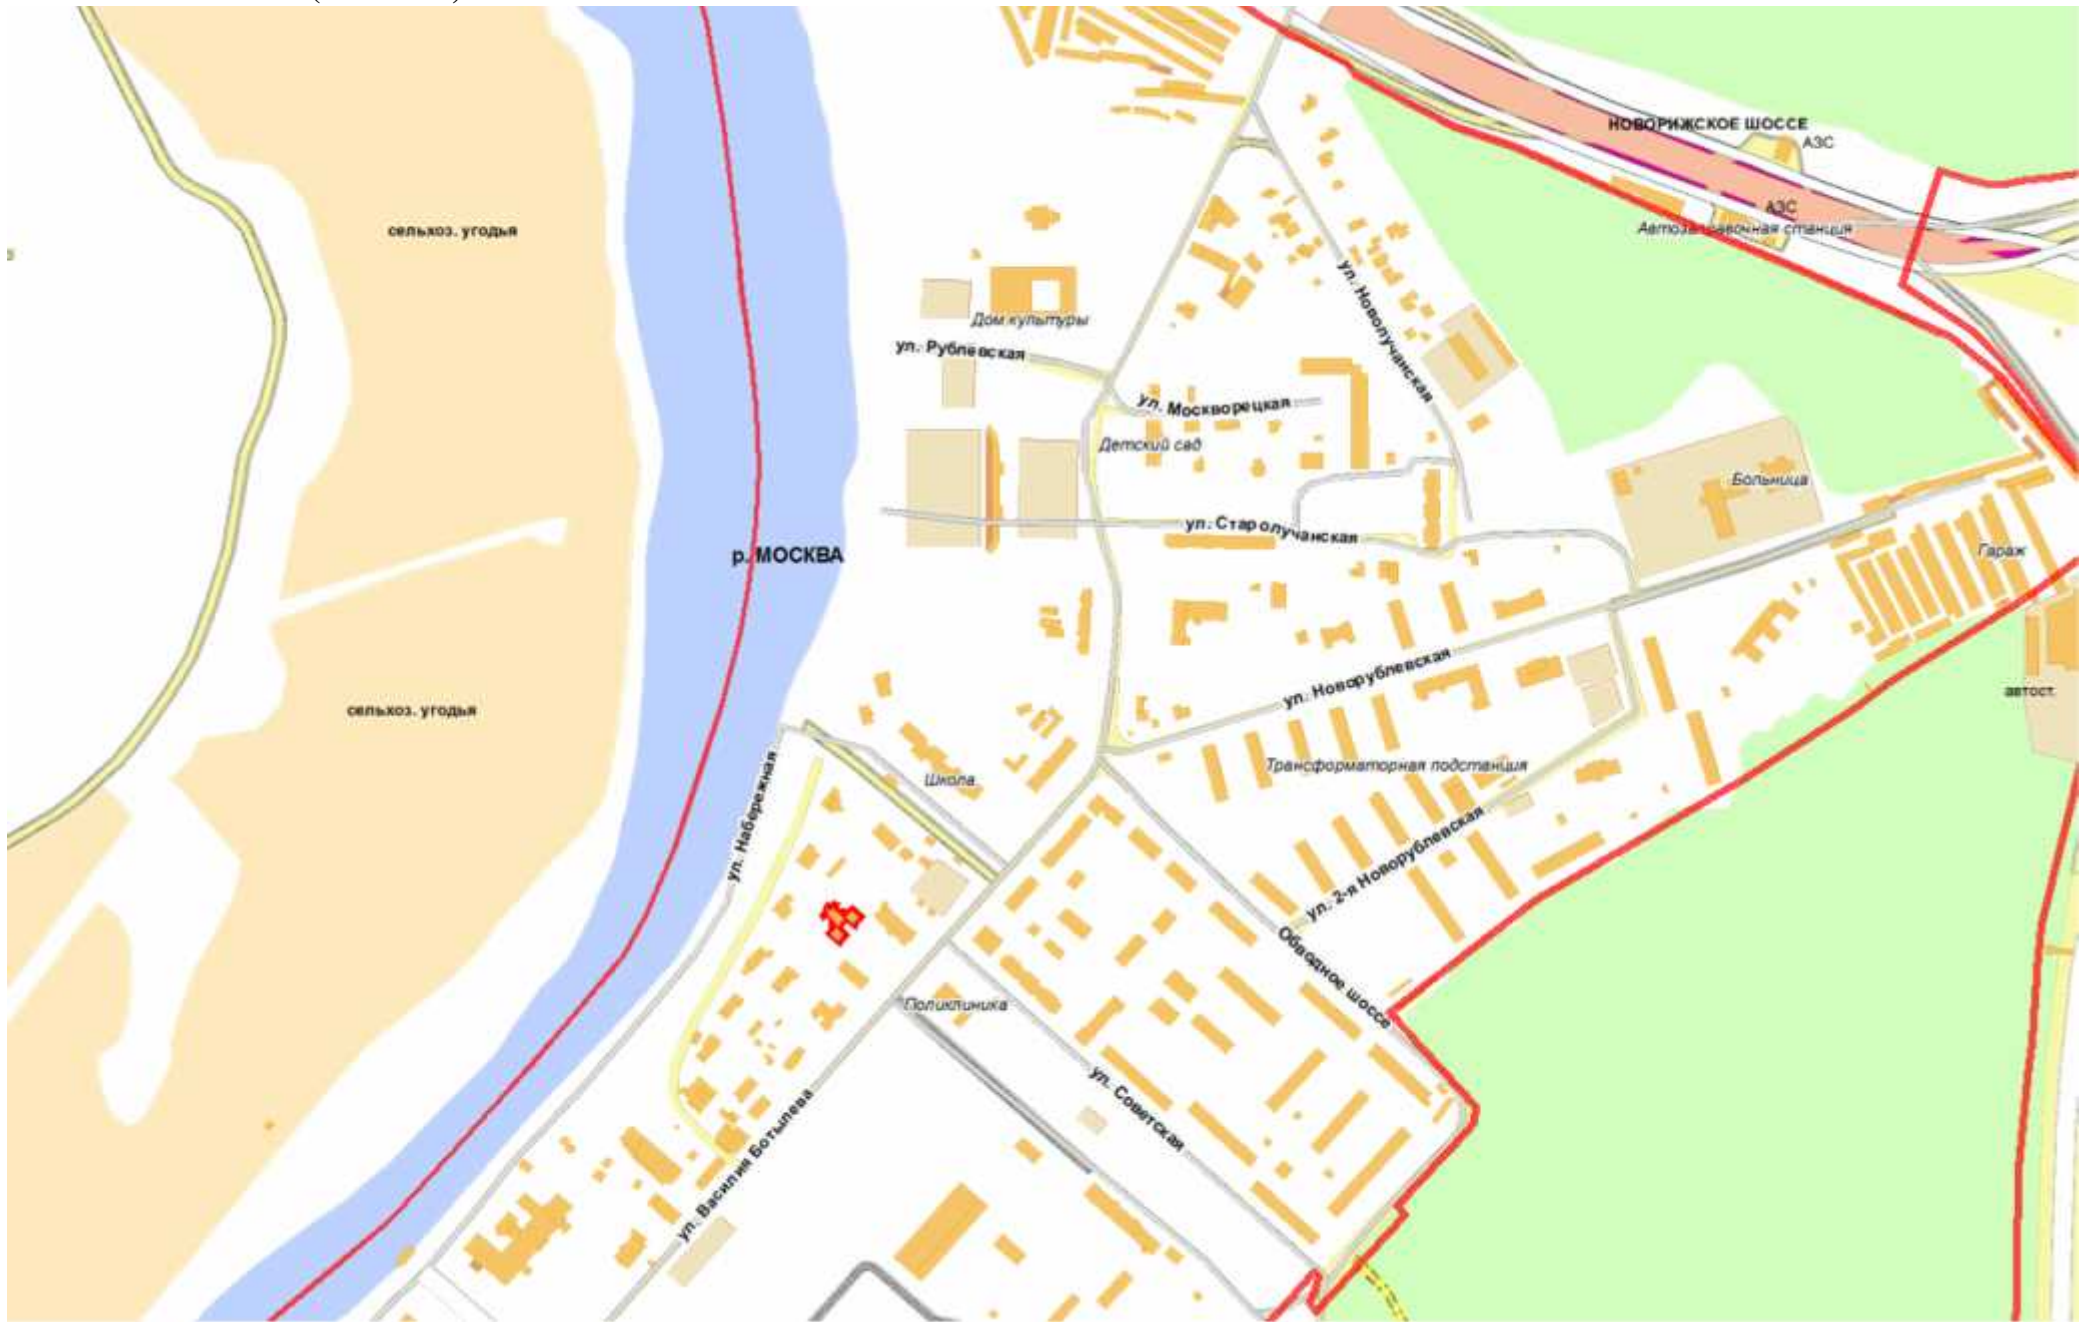 НОВОРИЖСКОЕ ШОССЕ
АЗС
АЗС
Автозаправочная станция
сельхоз. угодья
ул. Новолучанская
Дом культуры
ул. Рублевская
ул. Москворецкая
Детский сад
Больница
ул. Старолучанская
р. МОСКВА
Гараж
ул. Новорублевская
автост.
сельхоз. угодья
Школа
Трансформаторная подстанция
ул. Набережная
ул. 2-я Новорублевская
Обводное шоссе
Поликлиника
ул. Советская
ул. Василия Ботылева